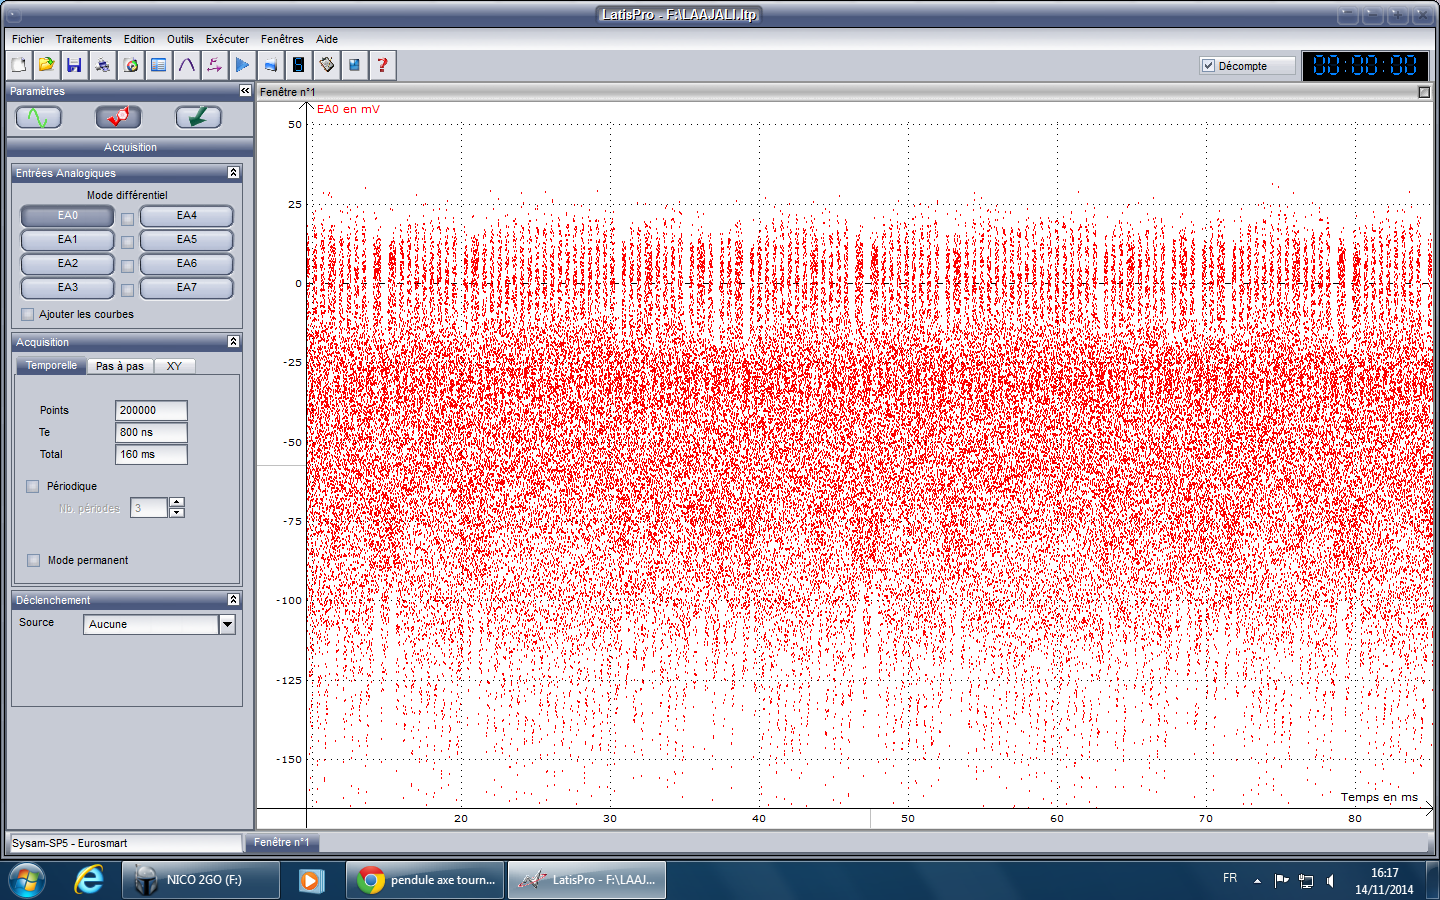 LatisPro - F:\LAAJALI.ltp
Fichier Traitements Edition Outils Exécuter Fenêtres Aide
Décompte 00:00:00
Paramètres
Fenêtre n°1
Acquisition
Entrées Analogiques
Mode différentiel
EA0 EA4
EA1 EA5
EA2 EA6
EA3 EA7
Ajouter les courbes
Acquisition
Temporelle Pas à pas XY
Points 200000
Te 800 ns
Total 160 ms
Périodique
Nb. périodes 3
Mode permanent
Déclenchement
Source Aucune
EA0 en mV
50
25
0
-25
-50
-75
-100
-125
-150
Temps en ms
20 30 40 50 60 70 80
Sysam-SP5 - Eurosmart
Fenêtre n°1
NICO 2GO (F:)
pendule axe tourn...
LatisPro - F:\LAAJ...
FR
16:17
14/11/2014